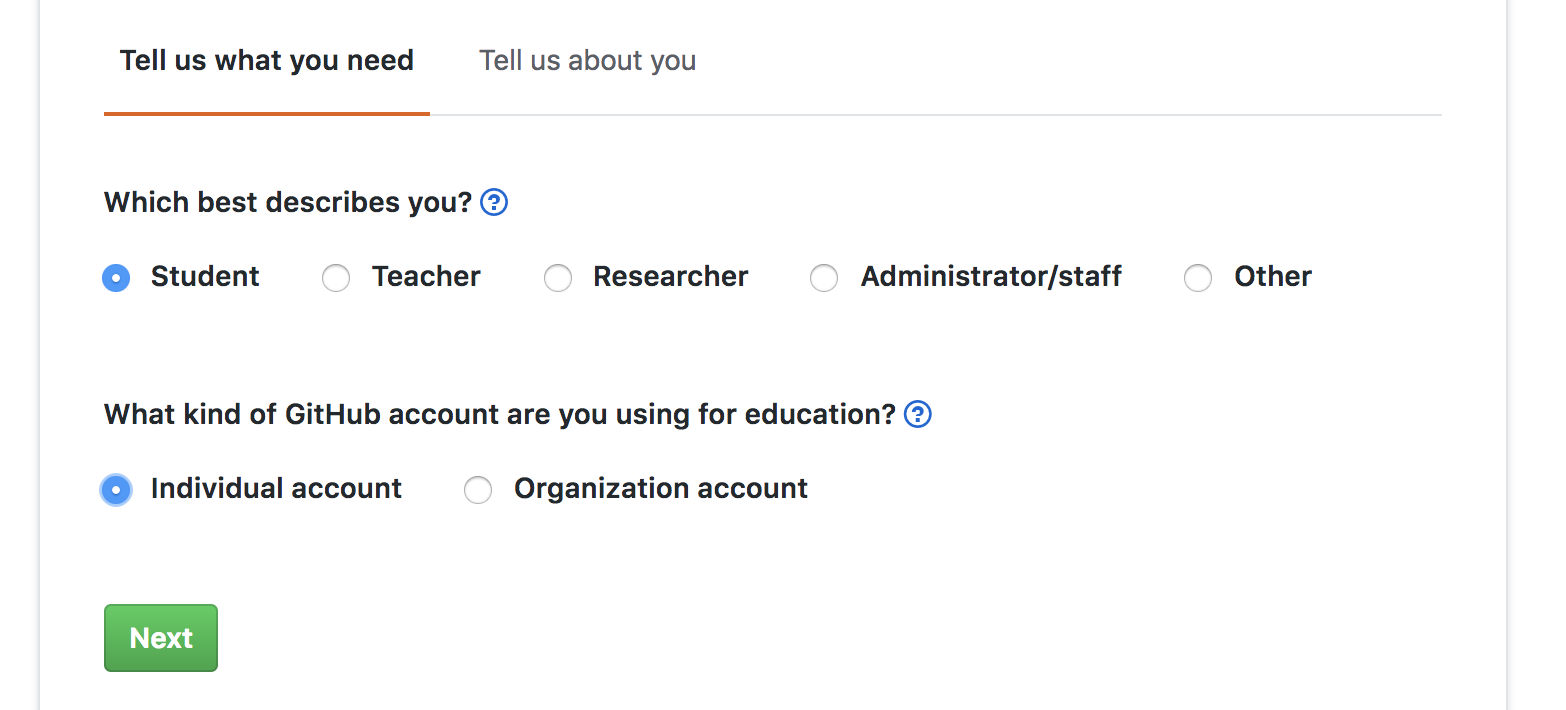 Tell us what you need Tell us about you
Which best describes you? ?
Student Teacher Researcher Administrator/staff Other
What kind of GitHub account are you using for education? ?
Individual account Organization account
Next